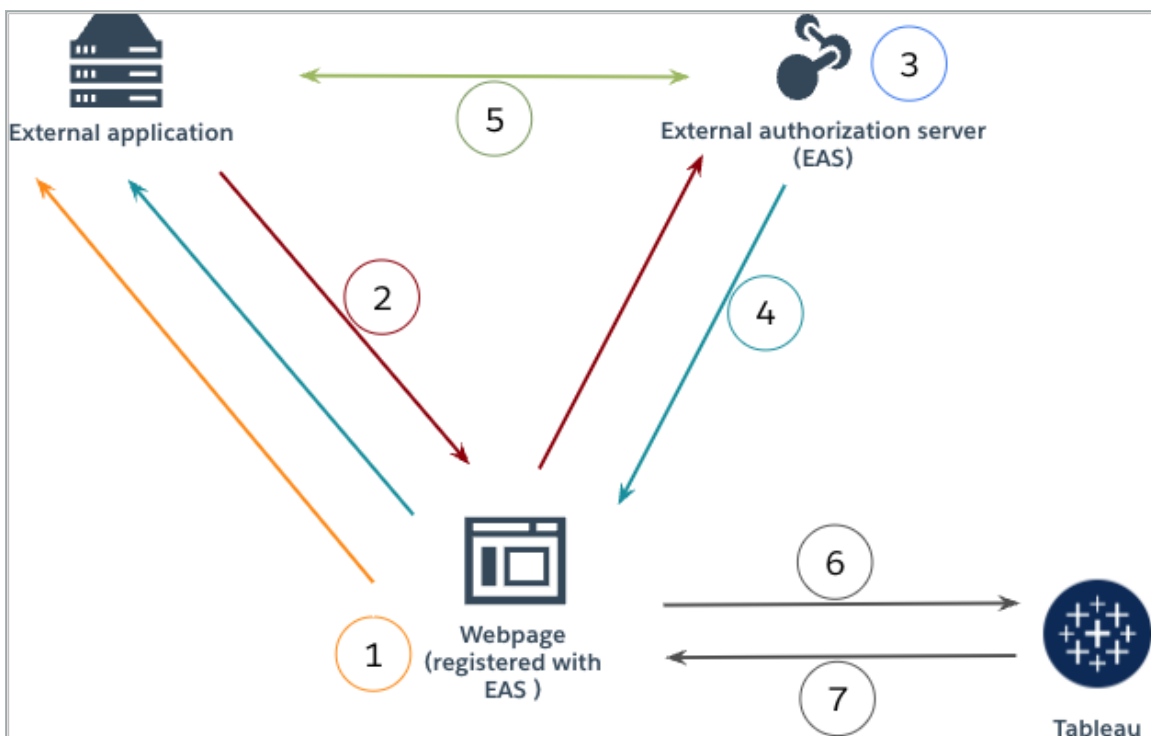 3
5
External application
External authorization server
(EAS)
2
4
6
1
Webpage
(registered with
EAS )
7
Tableau